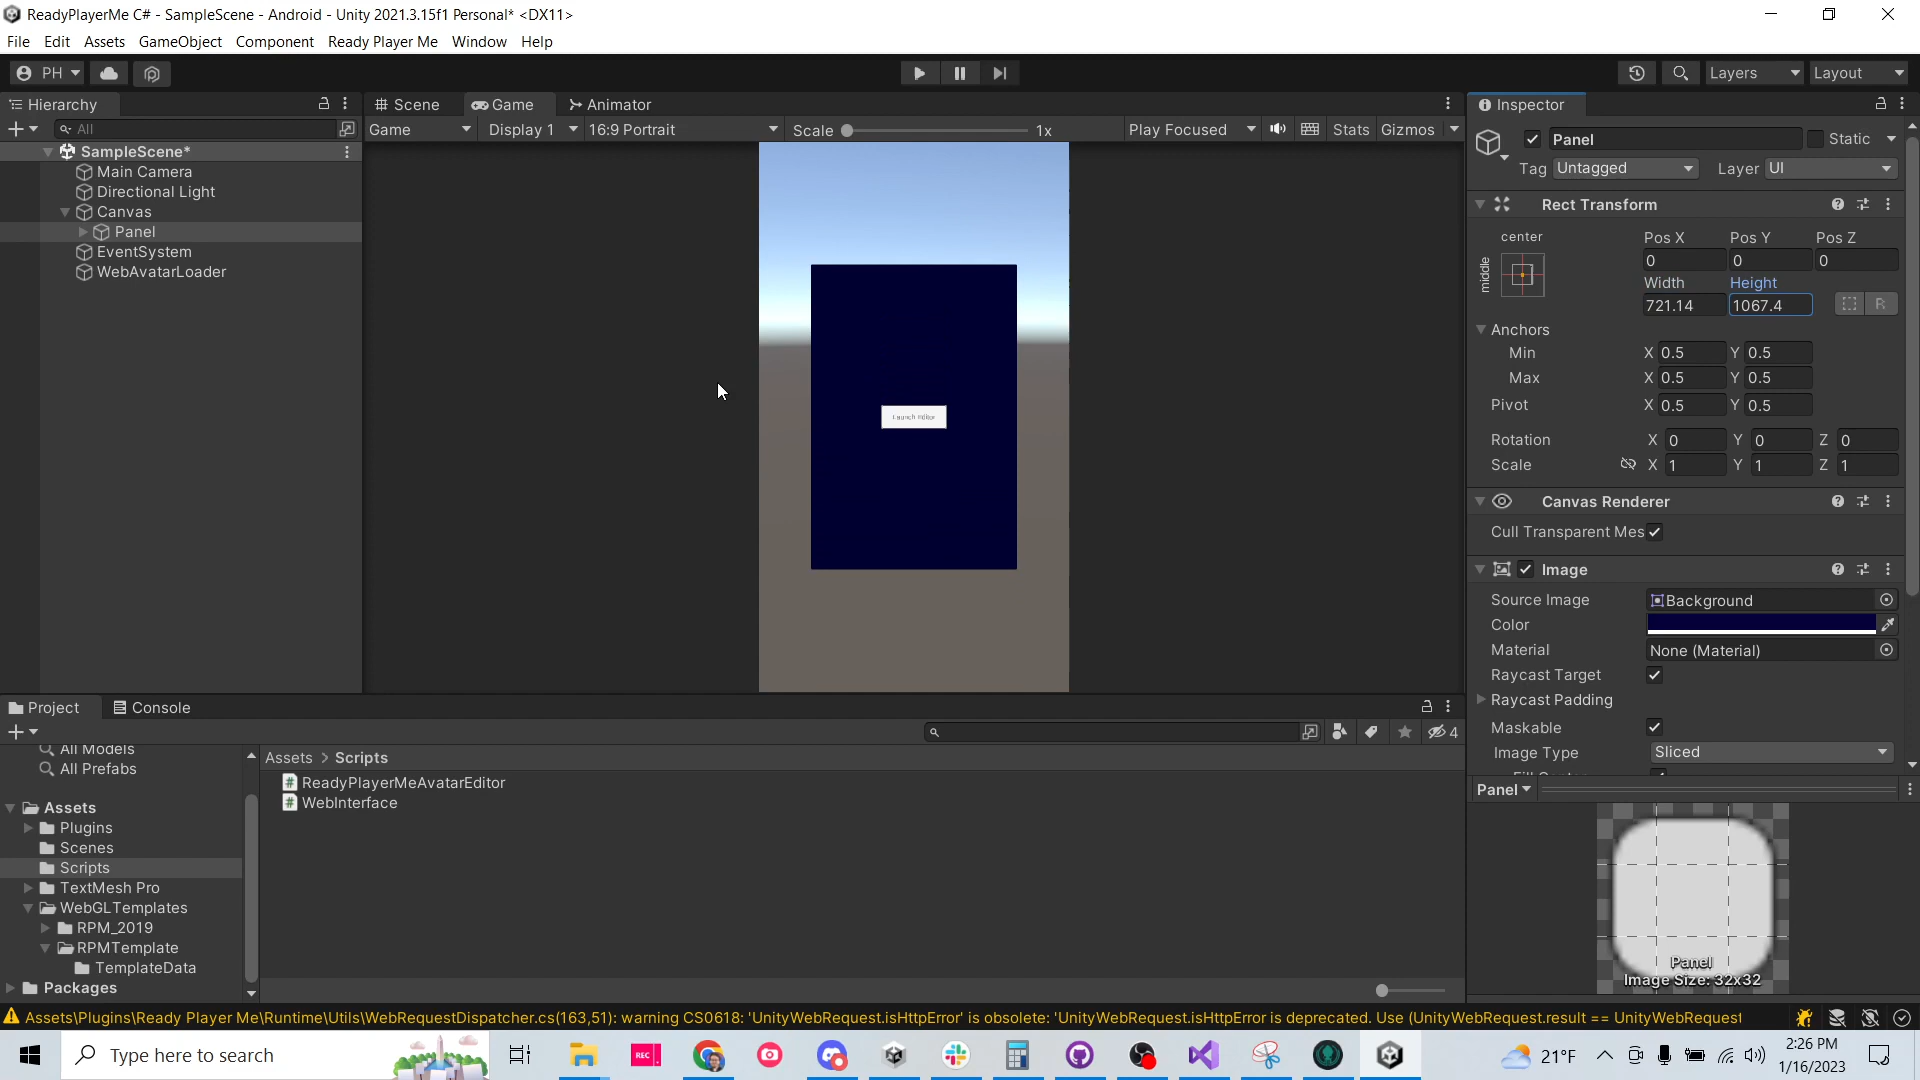 ReadyPlayerMe C# - SampleScene - Android - Unity 2021.3.15f1 Personal* <DX11>
File Edit Assets GameObject Component Ready Player Me Window Help
PH
Layers Layout
Hierarchy
Scene Game Animator
Inspector
All
Game Display 1 16:9 Portrait Scale 1x Play Focused Stats Gizmos
SampleScene*
Main Camera
Directional Light
Canvas
Panel
EventSystem
WebAvatarLoader
Launch Editor
Panel Static
Tag Untagged Layer UI
Rect Transform
center
middle
Pos X Pos Y Pos Z
0 0 0
Width Height
721.14 1067.4 R
Anchors
Min X 0.5 Y 0.5
Max X 0.5 Y 0.5
Pivot X 0.5 Y 0.5
Rotation X 0 Y 0 Z 0
Scale X 1 Y 1 Z 1
Canvas Renderer
Cull Transparent Mes
Image
Source Image Background
Color
Material None (Material)
Raycast Target
Raycast Padding
Maskable
Image Type Sliced
Panel
Panel
Image Size: 32x32
Project Console
4
All Models
All Prefabs
Assets
Plugins
Scenes
Scripts
TextMesh Pro
WebGLTemplates
RPM_2019
RPMTemplate
TemplateData
Packages
Assets > Scripts
ReadyPlayerMeAvatarEditor
WebInterface
Assets\Plugins\Ready Player Me\Runtime\Utils\WebRequestDispatcher.cs(163,51): warning CS0618: 'UnityWebRequest.isHttpError' is obsolete: 'UnityWebRequest.isHttpError is deprecated. Use (UnityWebRequest.result == UnityWebRequest
Type here to search
REC
21°F
2:26 PM
1/16/2023